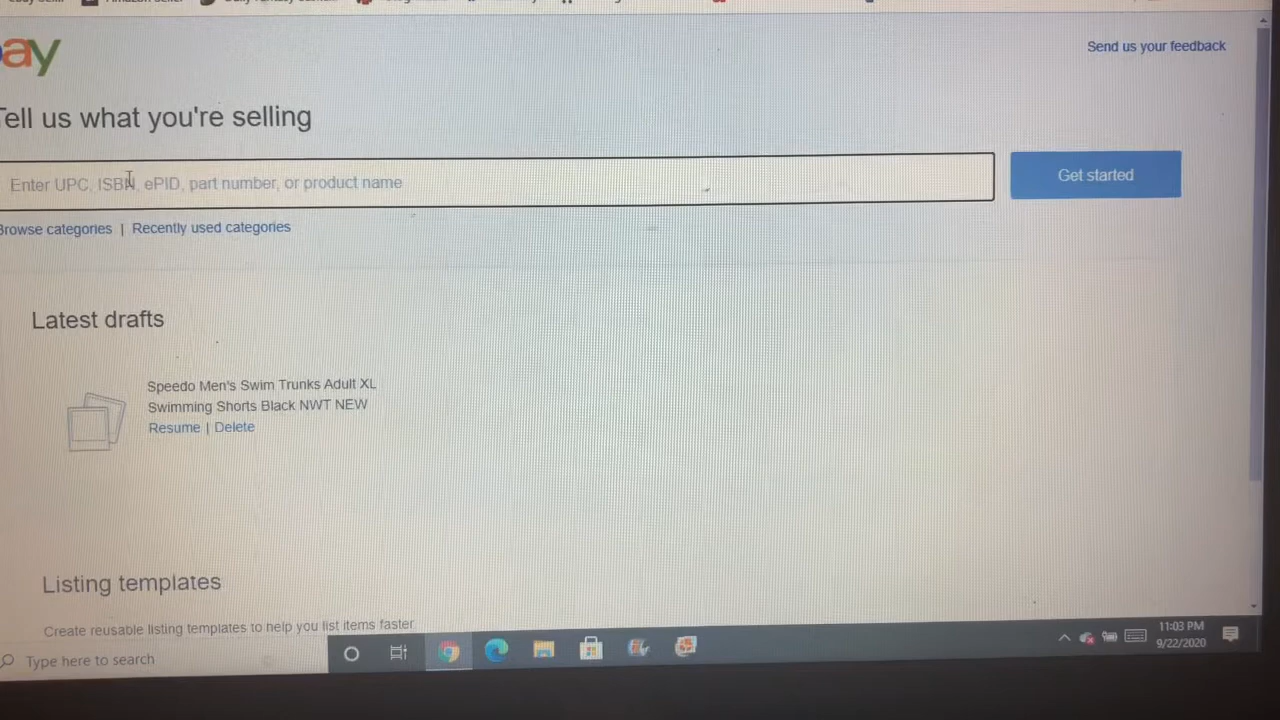 ay
Send us your feedback
Tell us what you're selling
Enter UPC, ISBN, ePID, part number, or product name
Get started
Browse categories | Recently used categories
Latest drafts
Speedo Men's Swim Trunks Adult XL
Swimming Shorts Black NWT NEW
Resume | Delete
Listing templates
Create reusable listing templates to help you list items faster
Type here to search
11:03 PM
9/22/2020